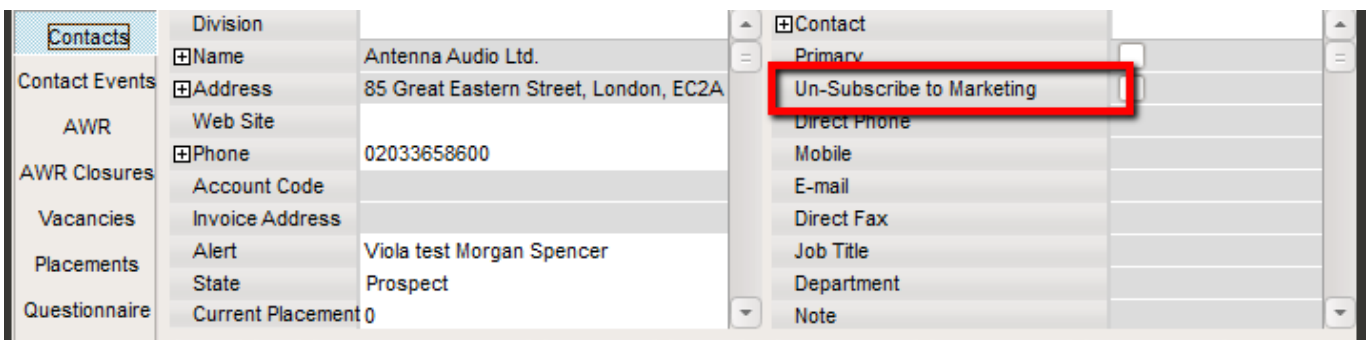 Contacts
Contact Events
AWR
AWR Closures
Vacancies
Placements
Questionnaire
Division
Name Antenna Audio Ltd.
Address 85 Great Eastern Street, London, EC2A
Web Site
Phone 02033658600
Account Code
Invoice Address
Alert Viola test Morgan Spencer
State Prospect
Current Placement 0
Contact
Primary
Un-Subscribe to Marketing
Direct Phone
Mobile
E-mail
Direct Fax
Job Title
Department
Note